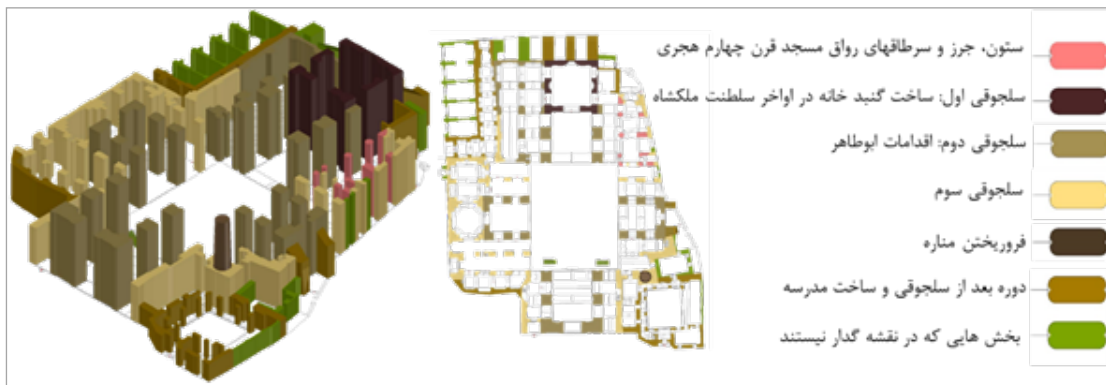 ستون، جرز و سرطاقهای رواق مسجد قرن چهارم هجری
سلجوقی اول: ساخت گنبد خانه در اواخر سلطنت ملکشاه
سلجوقی دوم: اقدامات ابوطاهر
سلجوقی سوم
فروریختن مناره
دوره بعد از سلجوقی و ساخت مدرسه
بخش هایی که در نقشه گدار نیستند